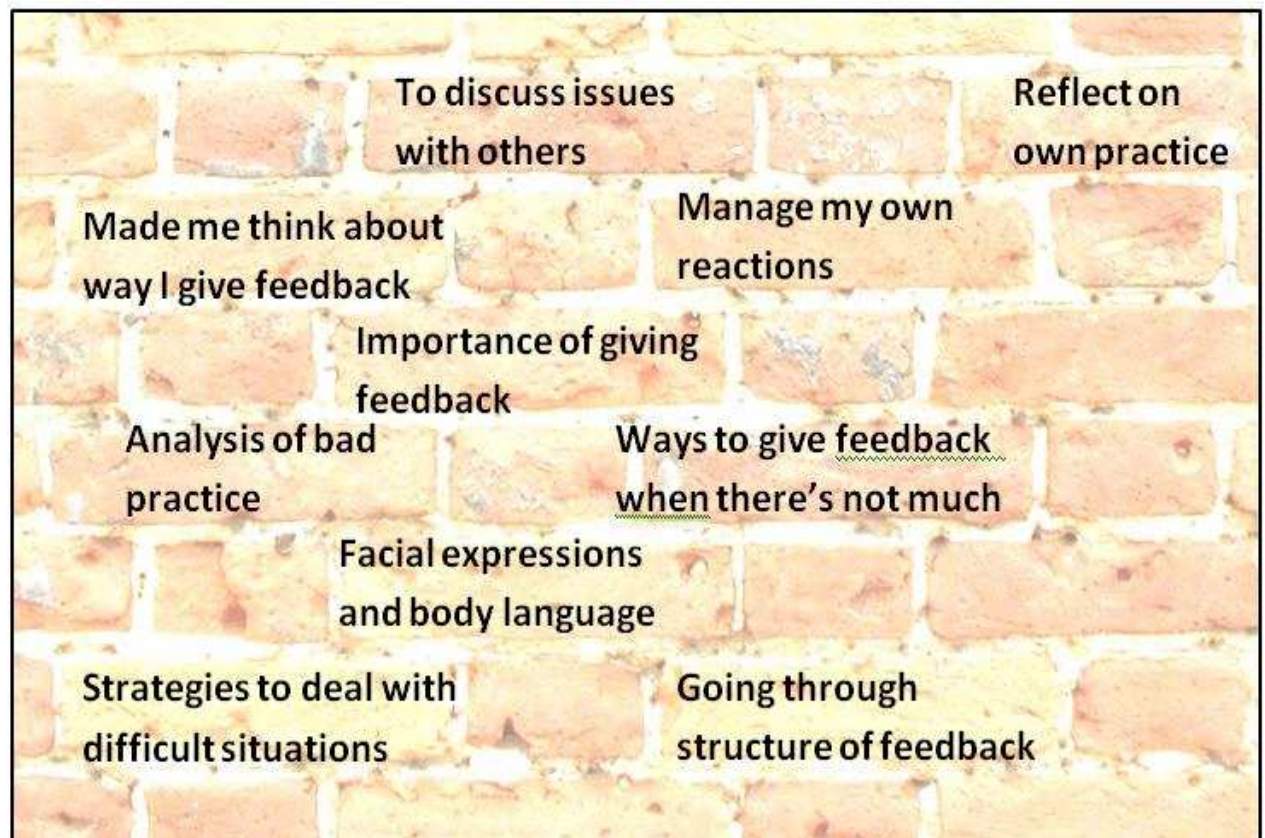 To discuss issues
with others
Reflect on
own practice
Made me think about
way I give feedback
Manage my own
reactions
Importance of giving
feedback
Analysis of bad
practice
Ways to give feedback
when there's not much
Facial expressions
and body language
Strategies to deal with
difficult situations
Going through
structure of feedback